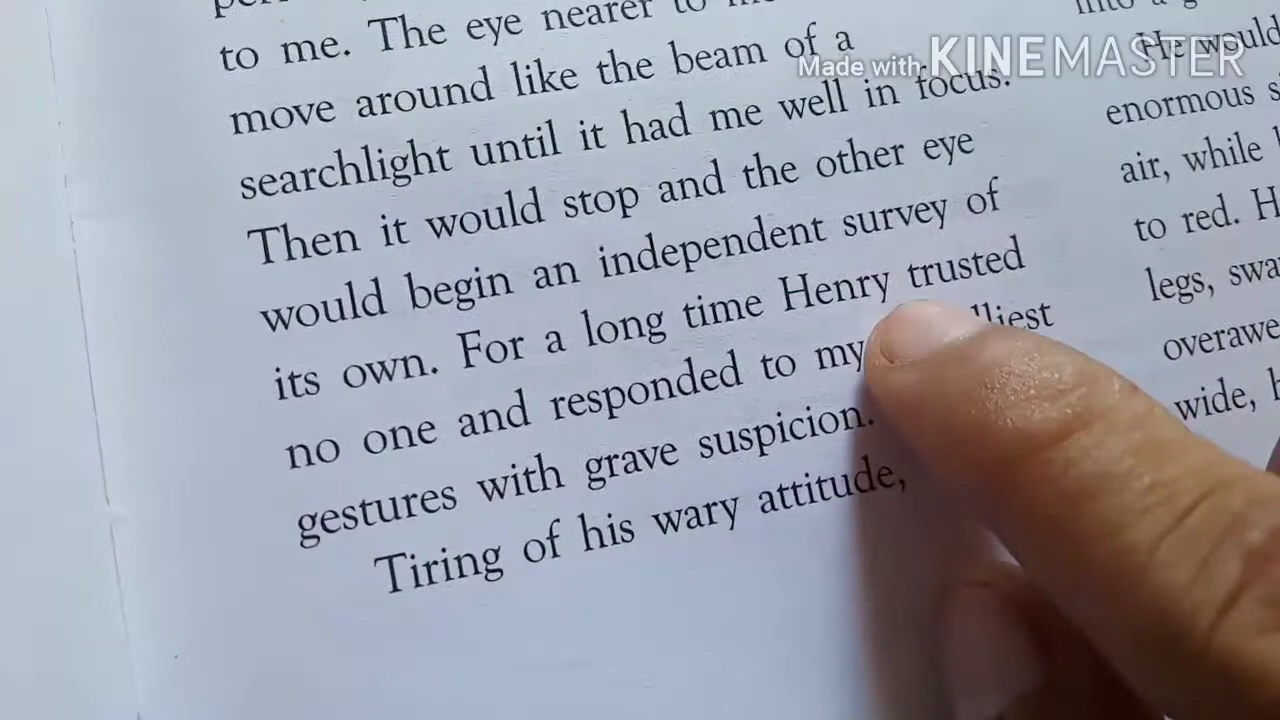 to me. The eye nearer to
move around like the beam of a
searchlight until it had me well in focus.
Then it would stop and the other eye
would begin an independent survey of
its own. For a long time Henry trusted
no one and responded to my
gestures with grave suspicion.
Tiring of his wary attitude,
Made with KINEMASTER
He would
enormous
air, while
to red.
legs,
wide,